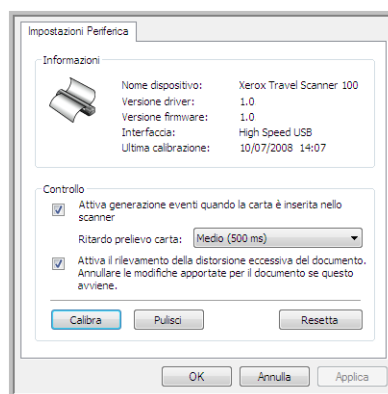 Impostazioni Periferica
Informazioni
Nome dispositivo: Xerox Travel Scanner 100
Versione driver: 1.0
Versione firmware: 1.0
Interfaccia: High Speed USB
Ultima calibrazione: 10/07/2008 14:07
Controllo
Attiva generazione eventi quando la carta è inserita nello
scanner
Ritardo prelievo carta: Medio (500 ms)
Attiva il rilevamento della distorsione eccessiva del documento.
Annullare le modifiche apportate per il documento se questo
avviene.
Calibra Pulisci Resetta
OK Annulla Applica